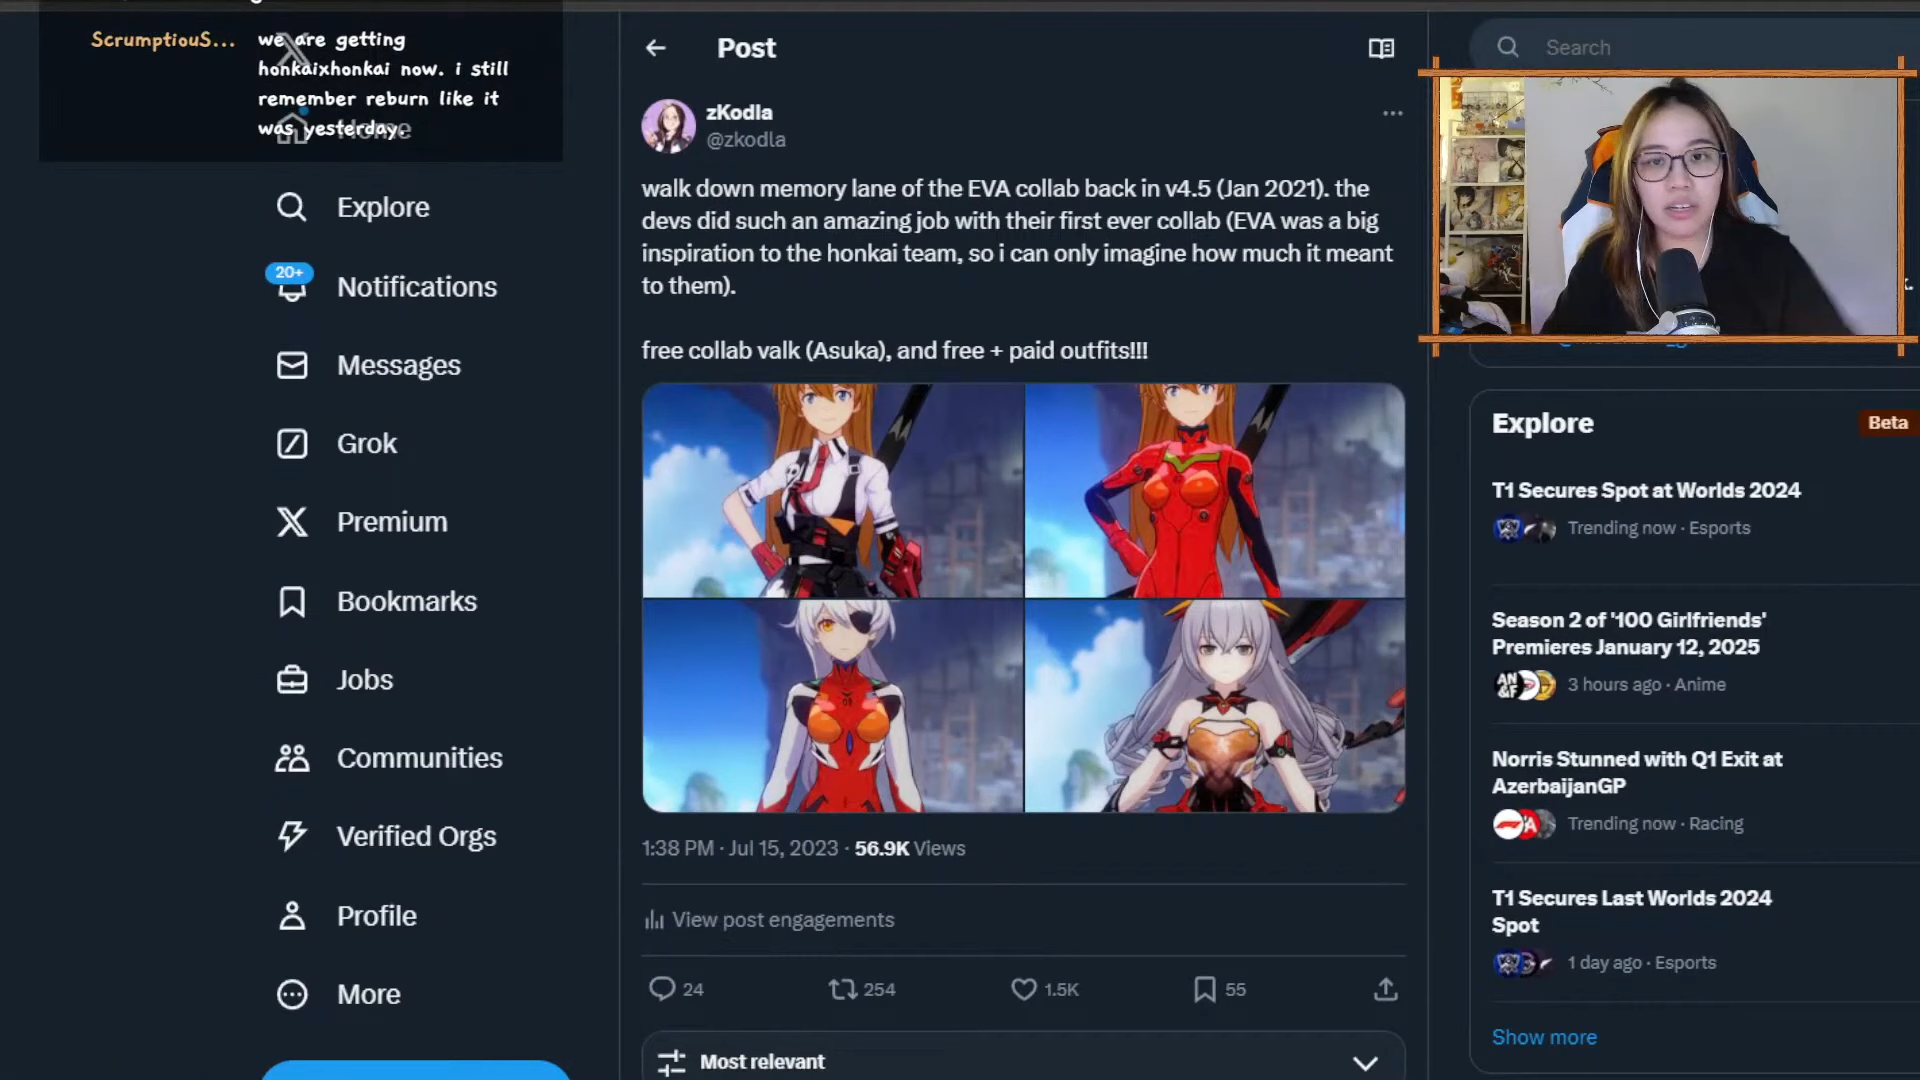 ScrumptiouS...
we are getting
honkaixhonkai now. i still
remember reburn like it
was yesterday.
Home
Explore
20+
Notifications
Messages
Grok
Premium
Bookmarks
Jobs
Communities
Verified Orgs
Profile
More
Post
zKodla
@zkodla
walk down memory lane of the EVA collab back in v4.5 (Jan 2021). the
devs did such an amazing job with their first ever collab (EVA was a big
inspiration to the honkai team, so i can only imagine how much it meant
to them).
free collab valk (Asuka), and free + paid outfits!!!
1:38 PM · Jul 15, 2023 · 56.9K Views
View post engagements
24
254
1.5K
55
Most relevant
Search
Explore
Beta
T1 Secures Spot at Worlds 2024
Trending now · Esports
Season 2 of '100 Girlfriends'
Premieres January 12, 2025
3 hours ago · Anime
Norris Stunned with Q1 Exit at
AzerbaijanGP
Trending now · Racing
T1 Secures Last Worlds 2024
Spot
1 day ago · Esports
Show more